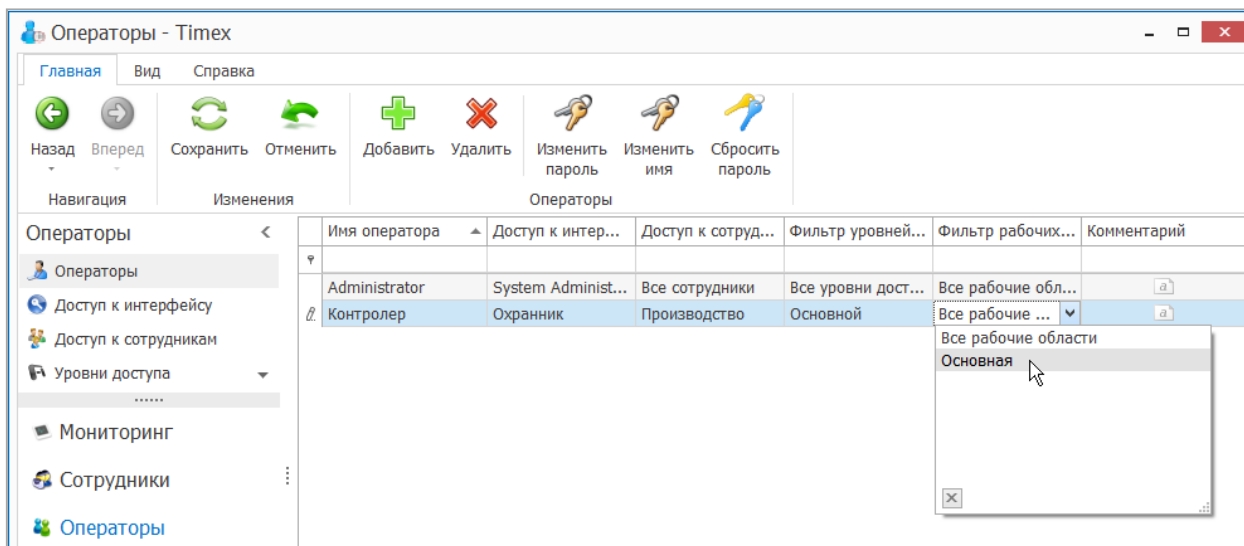 Операторы - Timex
Главная Вид Справка
Назад Вперед Сохранить Отменить Добавить Удалить Изменить пароль Изменить имя Сбросить пароль
Навигация Изменения Операторы
Операторы
Операторы
Доступ к интерфейсу
Доступ к сотрудникам
Уровни доступа
Мониторинг
Сотрудники
Операторы
Имя оператора Доступ к интер... Доступ к сотруд... Фильтр уровней... Фильтр рабочих... Комментарий
Administrator System Administ... Все сотрудники Все уровни дост... Все рабочие обл... a
Контролер Охранник Производство Основной Все рабочие ... a
Все рабочие области
Основная